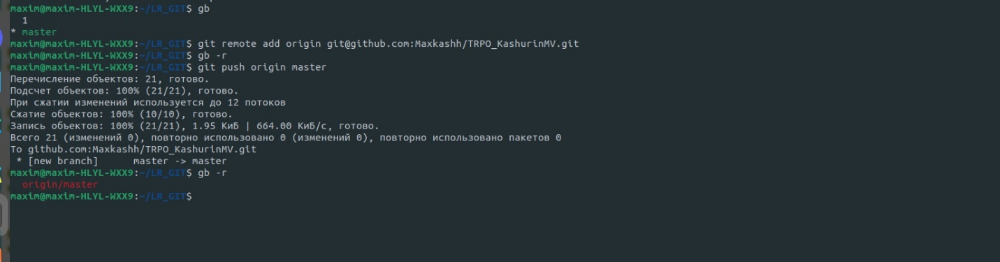 maxim@maxim-HLYL-WXX9:~/LR_GIT$ gb
  1
* master
maxim@maxim-HLYL-WXX9:~/LR_GIT$ git remote add origin git@github.com:Maxkashh/TRPO_KashurinMV.git
maxim@maxim-HLYL-WXX9:~/LR_GIT$ gb -r
maxim@maxim-HLYL-WXX9:~/LR_GIT$ git push origin master
Перечисление объектов: 21, готово.
Подсчет объектов: 100% (21/21), готово.
При сжатии изменений используется до 12 потоков
Сжатие объектов: 100% (10/10), готово.
Запись объектов: 100% (21/21), 1.95 КиБ | 664.00 КиБ/с, готово.
Всего 21 (изменений 0), повторно использовано 0 (изменений 0), повторно использовано пакетов 0
To github.com:Maxkashh/TRPO_KashurinMV.git
 * [new branch]      master -> master
maxim@maxim-HLYL-WXX9:~/LR_GIT$ gb -r
  origin/master
maxim@maxim-HLYL-WXX9:~/LR_GIT$